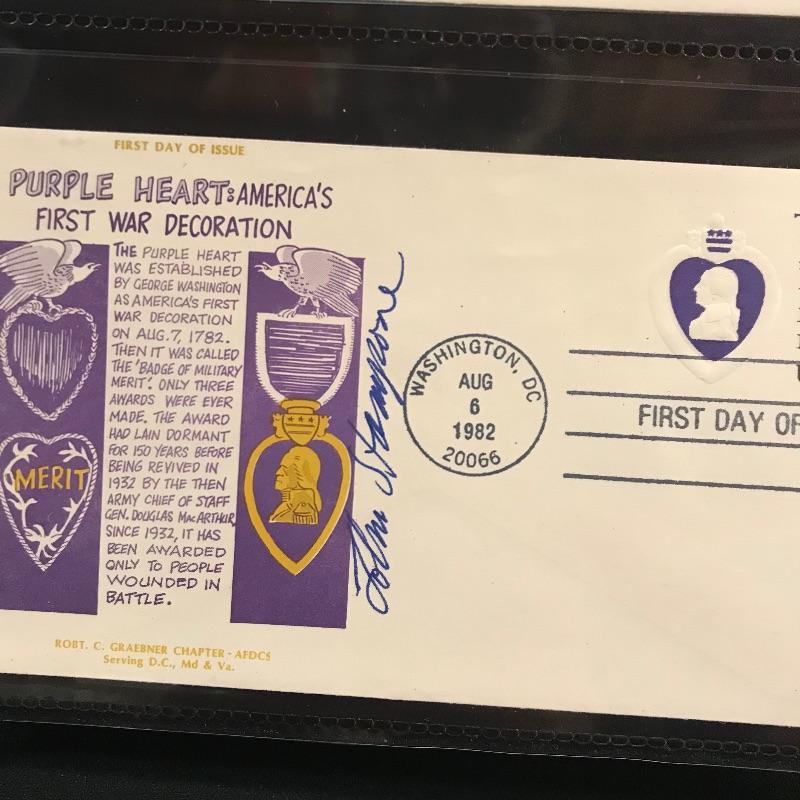 FIRST DAY OF ISSUE
PURPLE HEART: AMERICA'S
FIRST WAR DECORATION
THE PURPLE HEART
WAS ESTABLISHED
BY GEORGE WASHINGTON
AS AMERICA'S FIRST
WAR DECORATION
ON AUG. 7, 1782.
THEN IT WAS CALLED
THE 'BADGE OF MILITARY
MERIT'. ONLY THREE
AWARDS WERE EVER
MADE. THE AWARD
HAD LAIN DORMANT
FOR 150 YEARS BEFORE
BEING REVIVED IN
1932 BY THE THEN
ARMY CHIEF OF STAFF
GEN. DOUGLAS MacARTHUR,
SINCE 1932, IT HAS
BEEN AWARDED
ONLY TO PEOPLE
WOUNDED IN
BATTLE.
MERIT
ROBT. C. GRAEBNER CHAPTER - AFDCS
Serving D.C., Md & Va.
John
WASHINGTON, DC
AUG
6
1982
20066
FIRST DAY OF